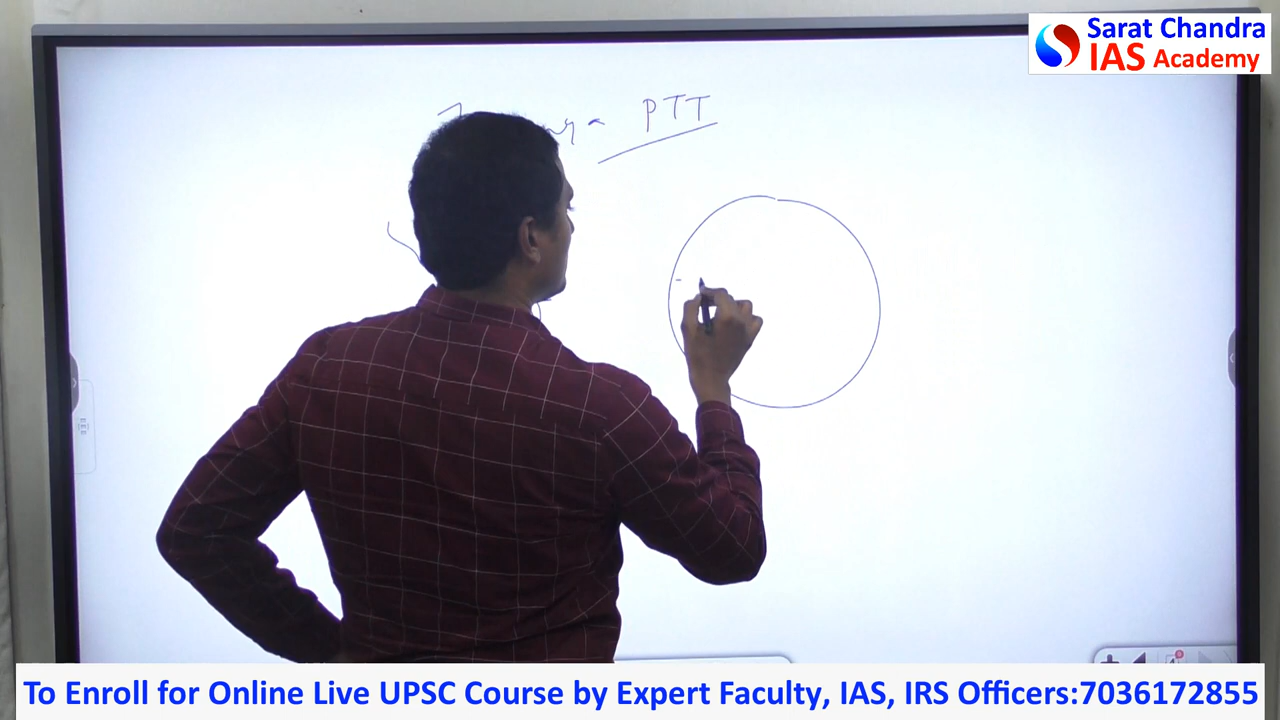 Sarat Chandra
IAS Academy
PTT
To Enroll for Online Live UPSC Course by Expert Faculty, IAS, IRS Officers:7036172855